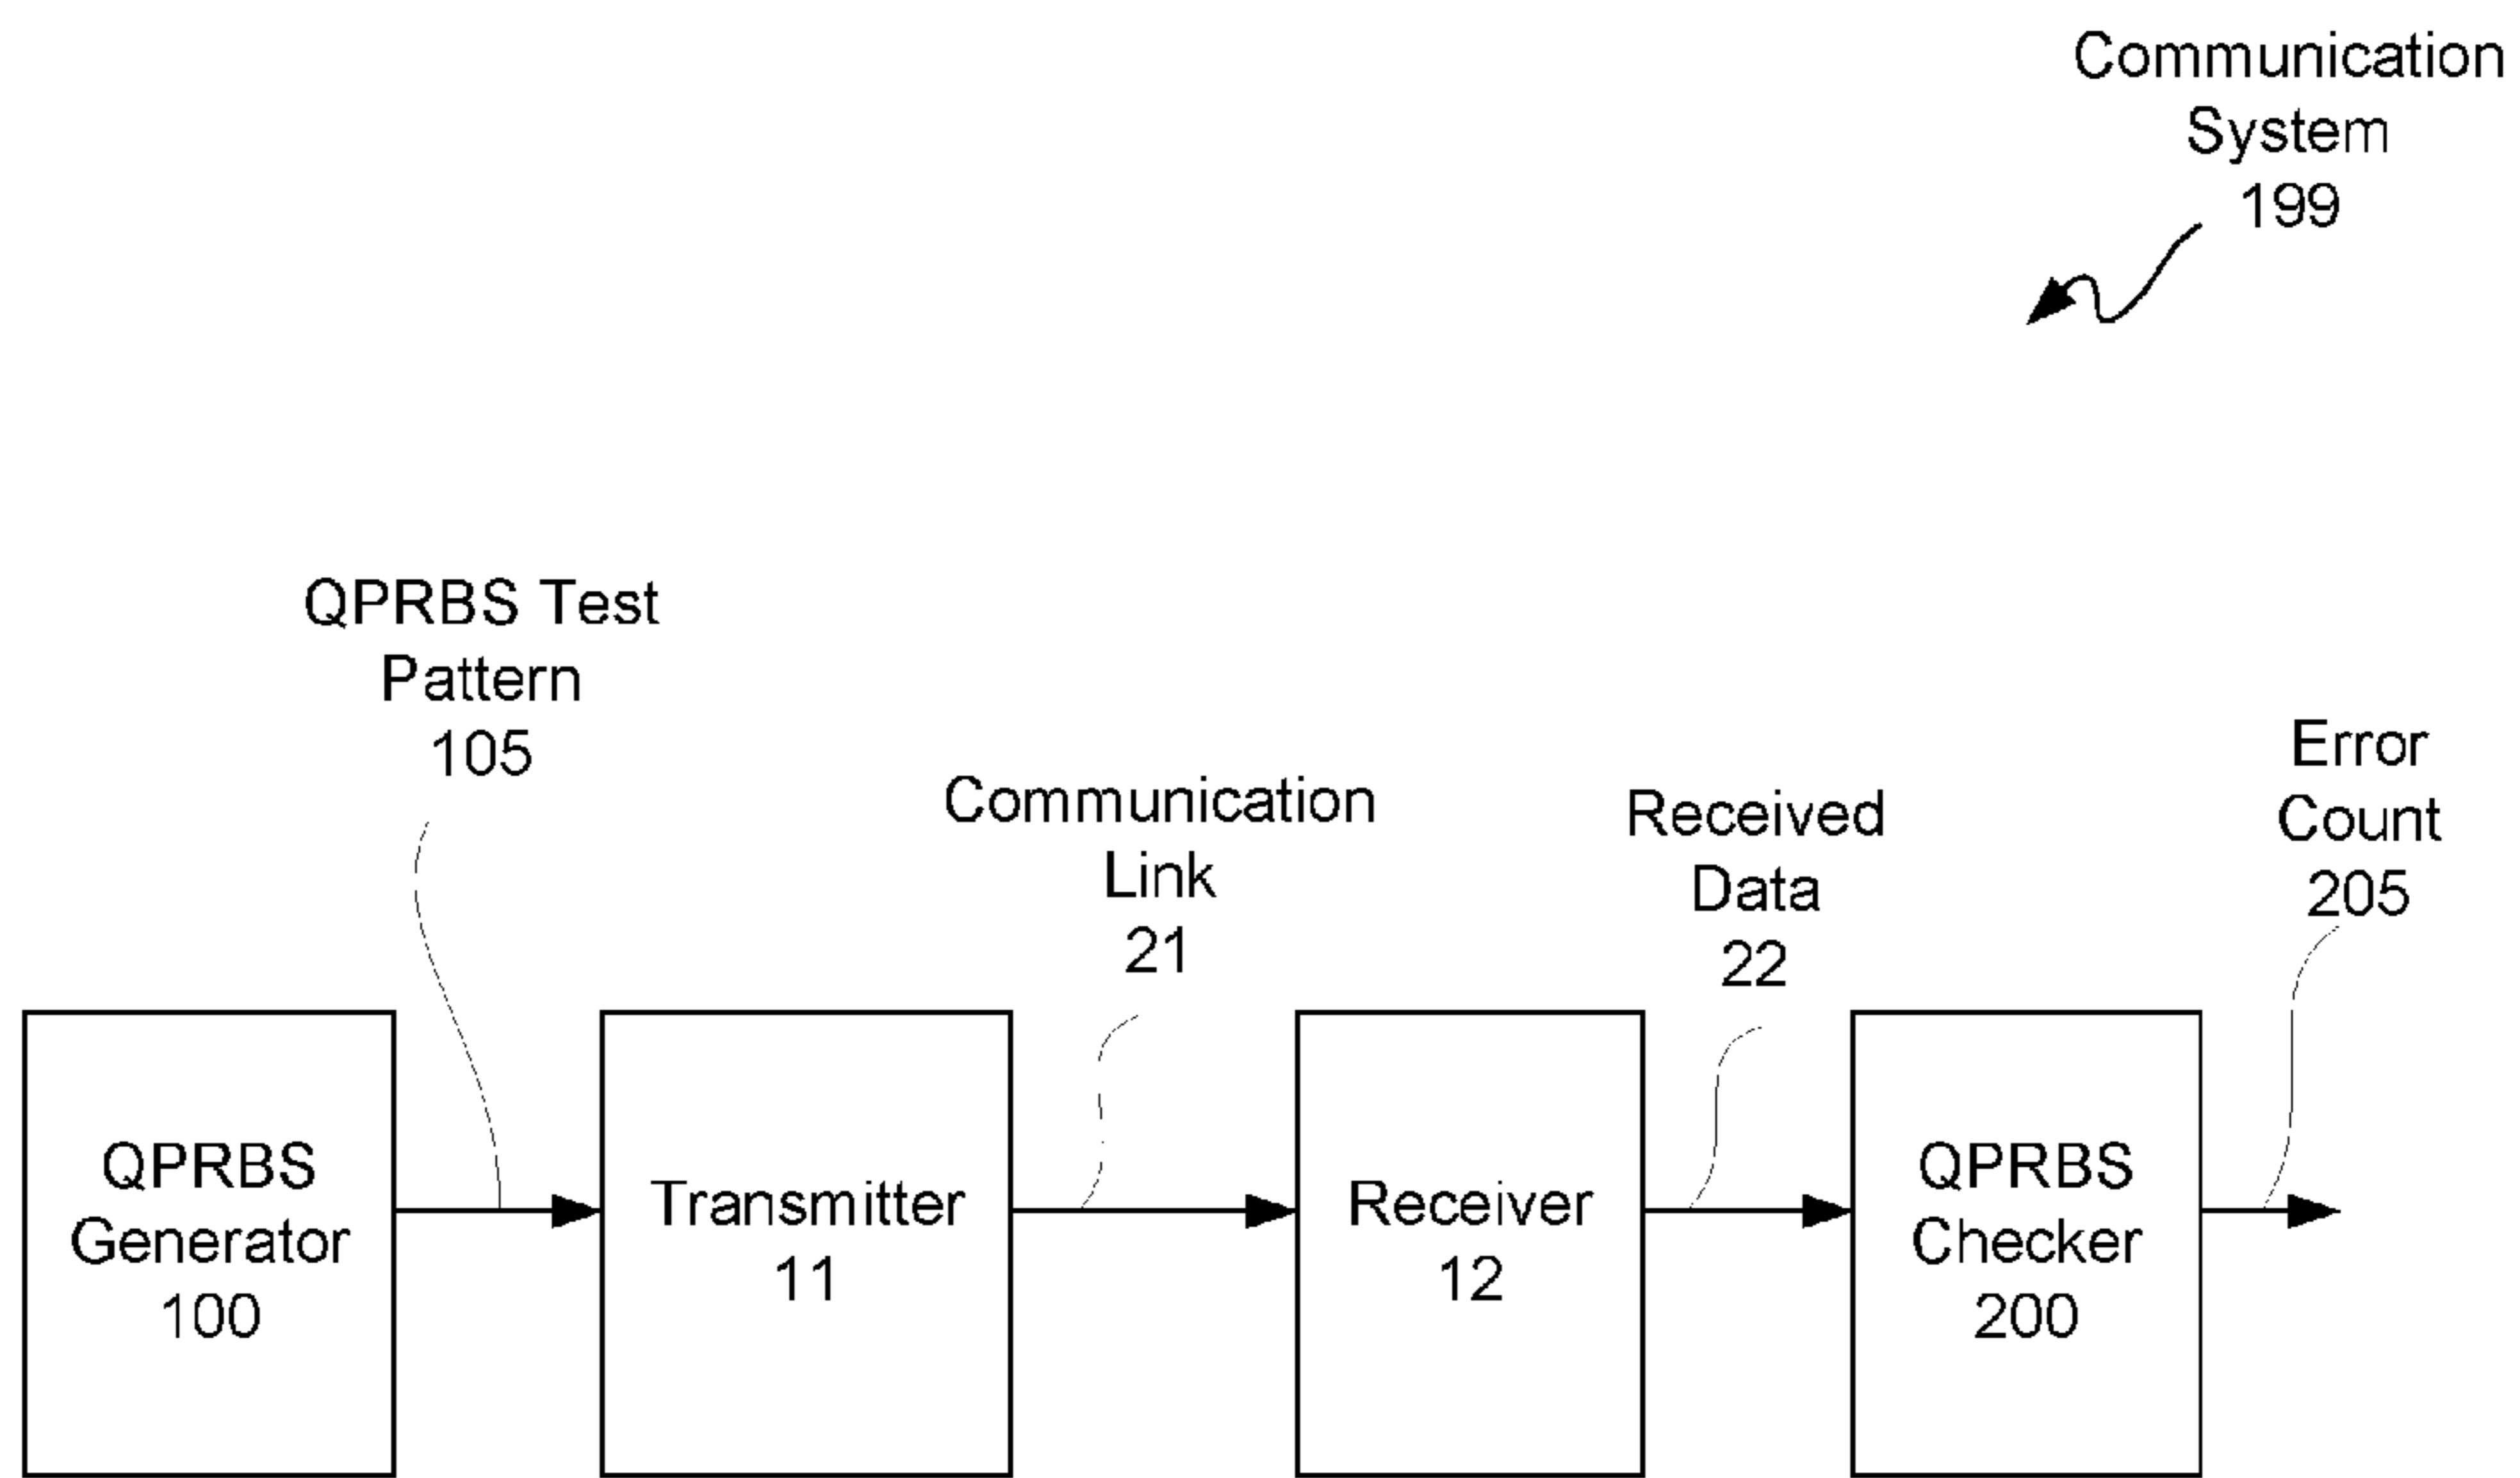 Communication
System
199
QPRBS Test
Pattern
105
Communication
Link
21
Received
Data
22
Error
Count
205
QPRBS
Generator
100
Transmitter
11
Receiver
12
QPRBS
Checker
200